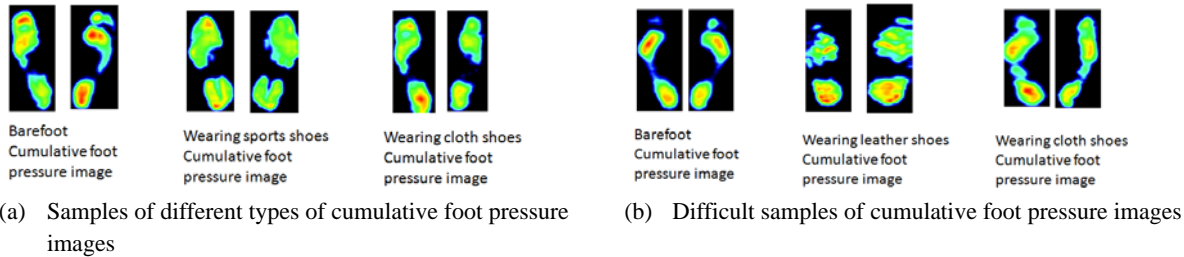 Barefoot
Cumulative foot
pressure image
Wearing sports shoes
Cumulative foot
pressure image
Wearing cloth shoes
Cumulative foot
pressure image
(a) Samples of different types of cumulative foot pressure
images
Barefoot
Cumulative foot
pressure image
Wearing leather shoes
Cumulative foot
pressure image
Wearing cloth shoes
Cumulative foot
pressure image
(b) Difficult samples of cumulative foot pressure images